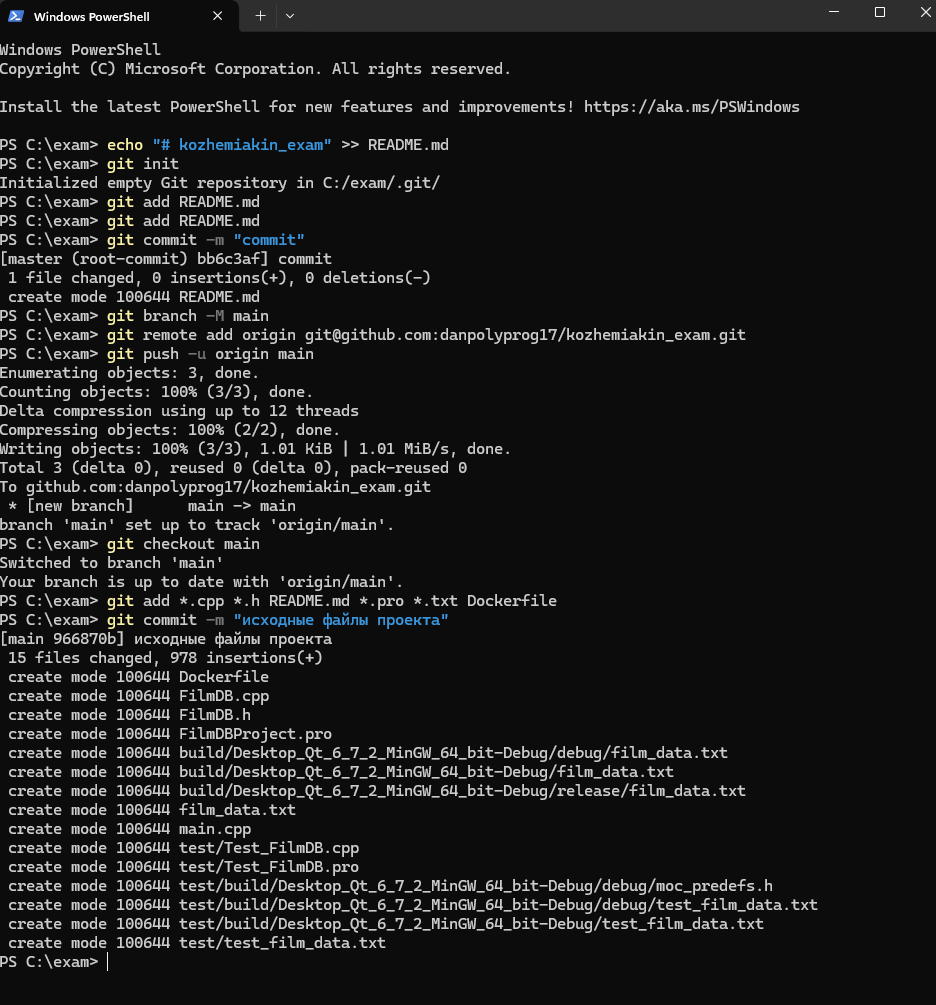 Windows PowerShell
Windows PowerShell
Copyright (C) Microsoft Corporation. All rights reserved.
Install the latest PowerShell for new features and improvements! https://aka.ms/PSWindows
PS C:\exam> echo "# kozhemiakin_exam" >> README.md
PS C:\exam> git init
Initialized empty Git repository in C:/exam/.git/
PS C:\exam> git add README.md
PS C:\exam> git add README.md
PS C:\exam> git commit -m "commit"
[master (root-commit) bb6c3af] commit
 1 file changed, 0 insertions(+), 0 deletions(-)
 create mode 100644 README.md
PS C:\exam> git branch -M main
PS C:\exam> git remote add origin git@github.com:danpolyprog17/kozhemiakin_exam.git
PS C:\exam> git push -u origin main
Enumerating objects: 3, done.
Counting objects: 100% (3/3), done.
Delta compression using up to 12 threads
Compressing objects: 100% (2/2), done.
Writing objects: 100% (3/3), 1.01 KiB | 1.01 MiB/s, done.
Total 3 (delta 0), reused 0 (delta 0), pack-reused 0
To github.com:danpolyprog17/kozhemiakin_exam.git
 * [new branch]      main -> main
branch 'main' set up to track 'origin/main'.
PS C:\exam> git checkout main
Switched to branch 'main'
Your branch is up to date with 'origin/main'.
PS C:\exam> git add *.cpp *.h README.md *.pro *.txt Dockerfile
PS C:\exam> git commit -m "исходные файлы проекта"
[main 966870b] исходные файлы проекта
 15 files changed, 978 insertions(+)
 create mode 100644 Dockerfile
 create mode 100644 FilmDB.cpp
 create mode 100644 FilmDB.h
 create mode 100644 FilmDBProject.pro
 create mode 100644 build/Desktop_Qt_6_7_2_MinGW_64_bit-Debug/debug/film_data.txt
 create mode 100644 build/Desktop_Qt_6_7_2_MinGW_64_bit-Debug/film_data.txt
 create mode 100644 build/Desktop_Qt_6_7_2_MinGW_64_bit-Debug/release/film_data.txt
 create mode 100644 film_data.txt
 create mode 100644 main.cpp
 create mode 100644 test/Test_FilmDB.cpp
 create mode 100644 test/Test_FilmDB.pro
 create mode 100644 test/build/Desktop_Qt_6_7_2_MinGW_64_bit-Debug/debug/moc_predefs.h
 create mode 100644 test/build/Desktop_Qt_6_7_2_MinGW_64_bit-Debug/debug/test_film_data.txt
 create mode 100644 test/build/Desktop_Qt_6_7_2_MinGW_64_bit-Debug/test_film_data.txt
 create mode 100644 test/test_film_data.txt
PS C:\exam>